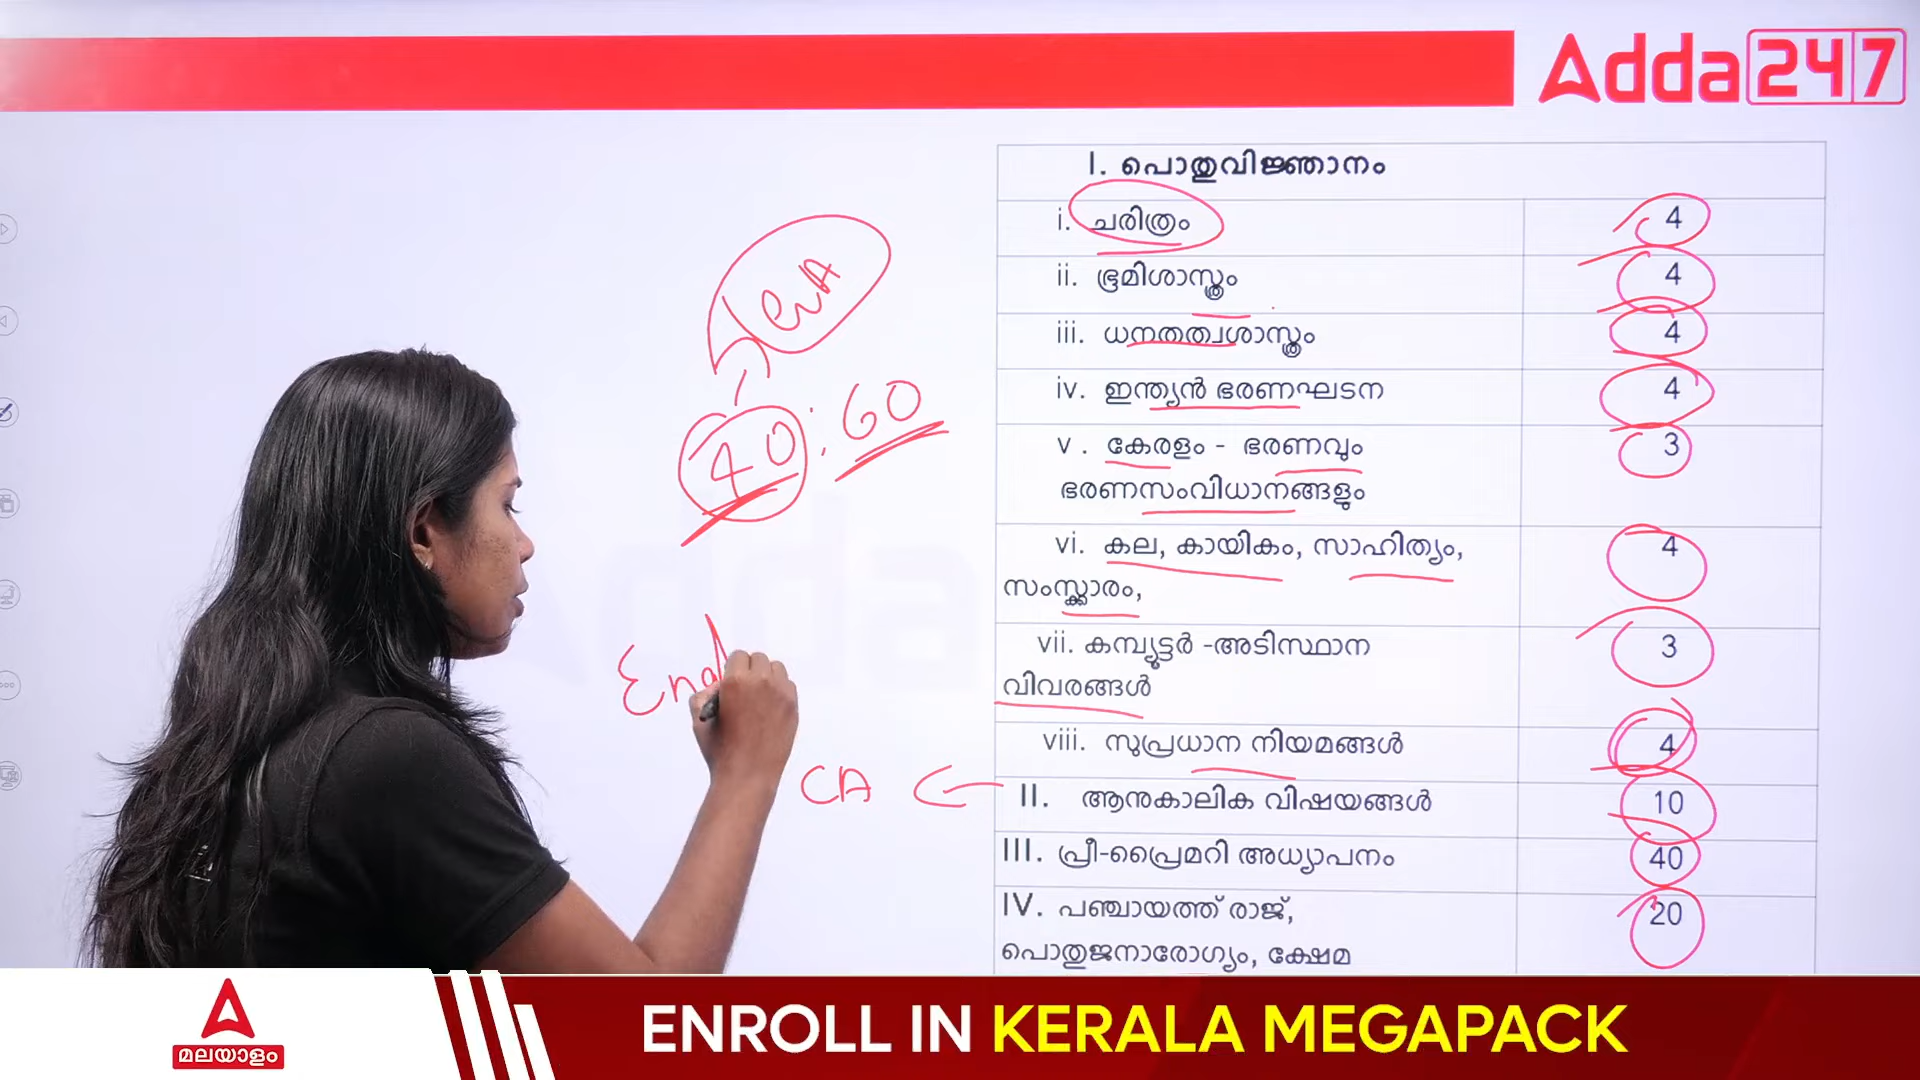 Adda 247
I. പൊതുവിജ്ഞാനം
i. ചരിത്രം 4
ii. ഭൂമിശാസ്ത്രം 4
iii. ധനതത്വശാസ്ത്രം 4
iv. ഇന്ത്യൻ ഭരണഘടന 4
v . കേരളം - ഭരണവും 3
ഭരണസംവിധാനങ്ങളും
vi. കല, കായികം, സാഹിത്യം, 4
സംസ്ക്കാരം,
vii. കമ്പ്യൂട്ടർ -അടിസ്ഥാന 3
വിവരങ്ങൾ
viii. സുപ്രധാന നിയമങ്ങൾ 4
II. ആനുകാലിക വിഷയങ്ങൾ 10
III. പ്രീ-പ്രൈമറി അധ്യാപനം 40
IV. പഞ്ചായത്ത് രാജ്, 20
പൊതുജനാരോഗ്യം, ക്ഷേമ
40 : 60
CA
മലയാളം
ENROLL IN KERALA MEGAPACK